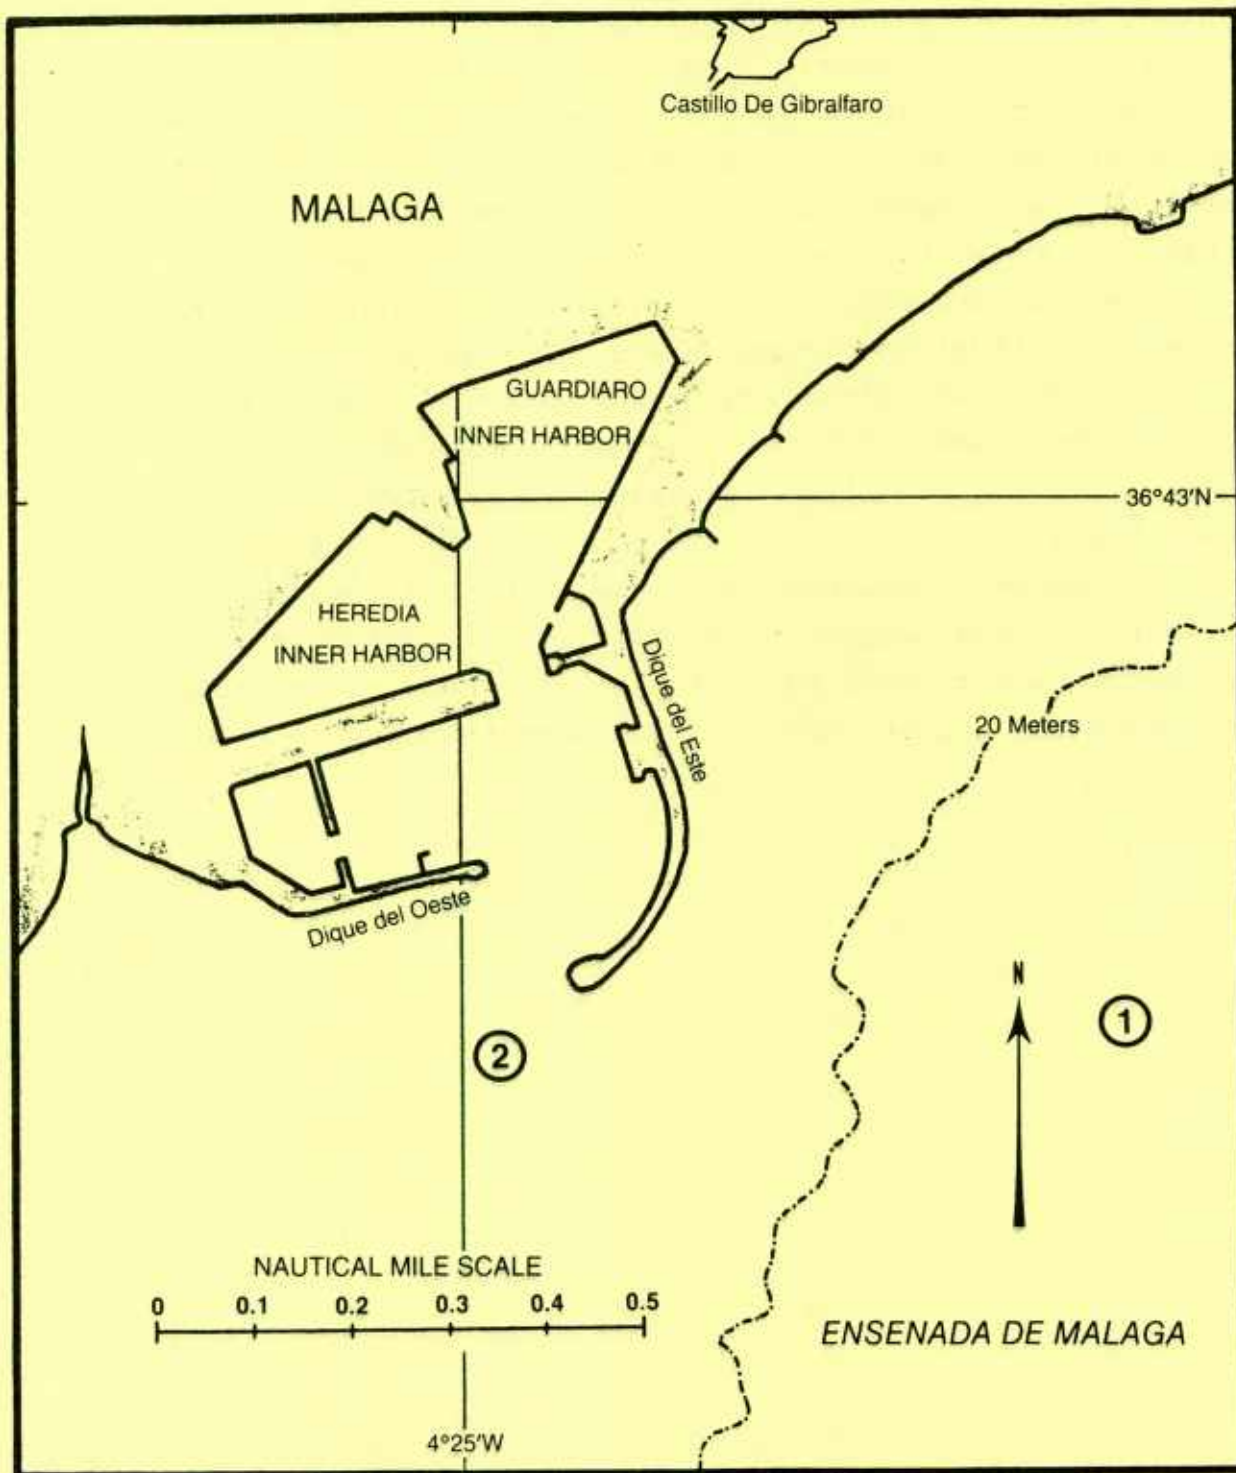 Castillo De Gibralfaro
MALAGA
GUARDIARO
INNER HARBOR
36°43'N
HEREDIA
INNER HARBOR
Dique del Este
20 Meters
Dique del Oeste
N
1
2
NAUTICAL MILE SCALE
0 0.1 0.2 0.3 0.4 0.5
ENSENADA DE MALAGA
4°25'W